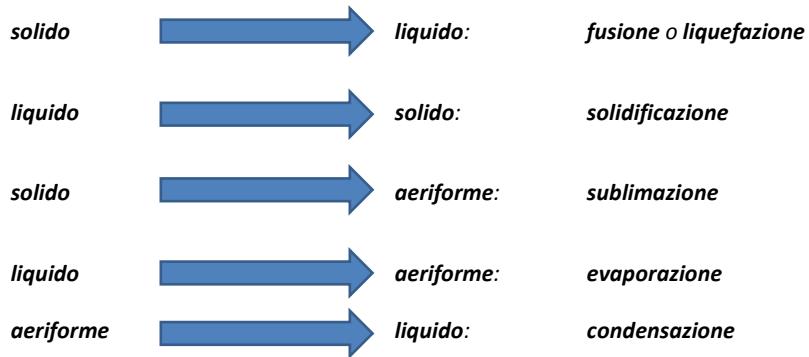 solido liquido: fusione o liquefazione
liquido solido: solidificazione
solido aeriforme: sublimazione
liquido aeriforme: evaporazione
aeriforme liquido: condensazione